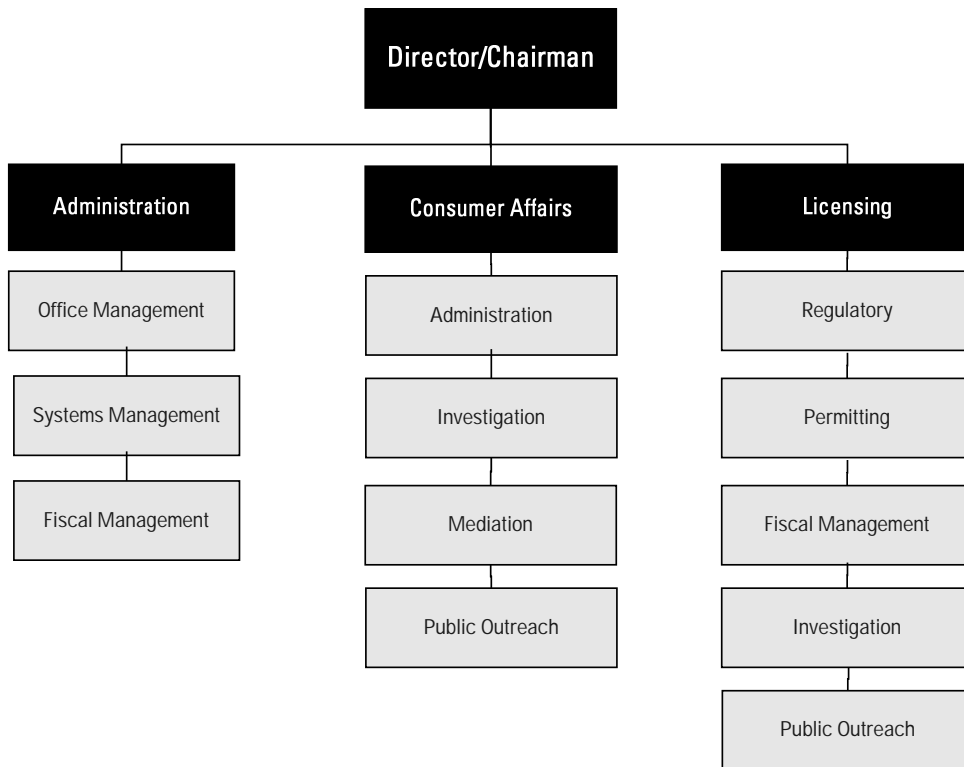 Director/Chairman
Administration
Office Management
Systems Management
Fiscal Management
Consumer Affairs
Administration
Investigation
Mediation
Public Outreach
Licensing
Regulatory
Permitting
Fiscal Management
Investigation
Public Outreach